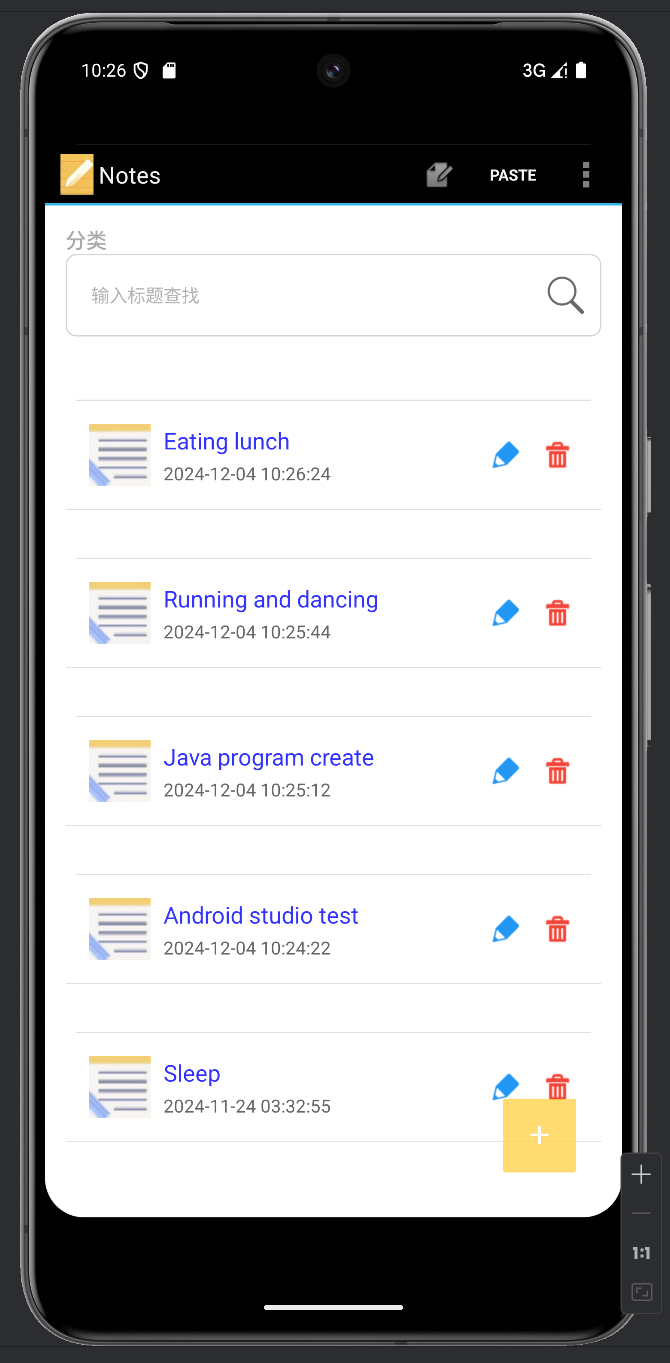 10:26 3G
Notes PASTE
分类
输入标题查找
Eating lunch
2024-12-04 10:26:24
Running and dancing
2024-12-04 10:25:44
Java program create
2024-12-04 10:25:12
Android studio test
2024-12-04 10:24:22
Sleep
2024-11-24 03:32:55
+
1:1